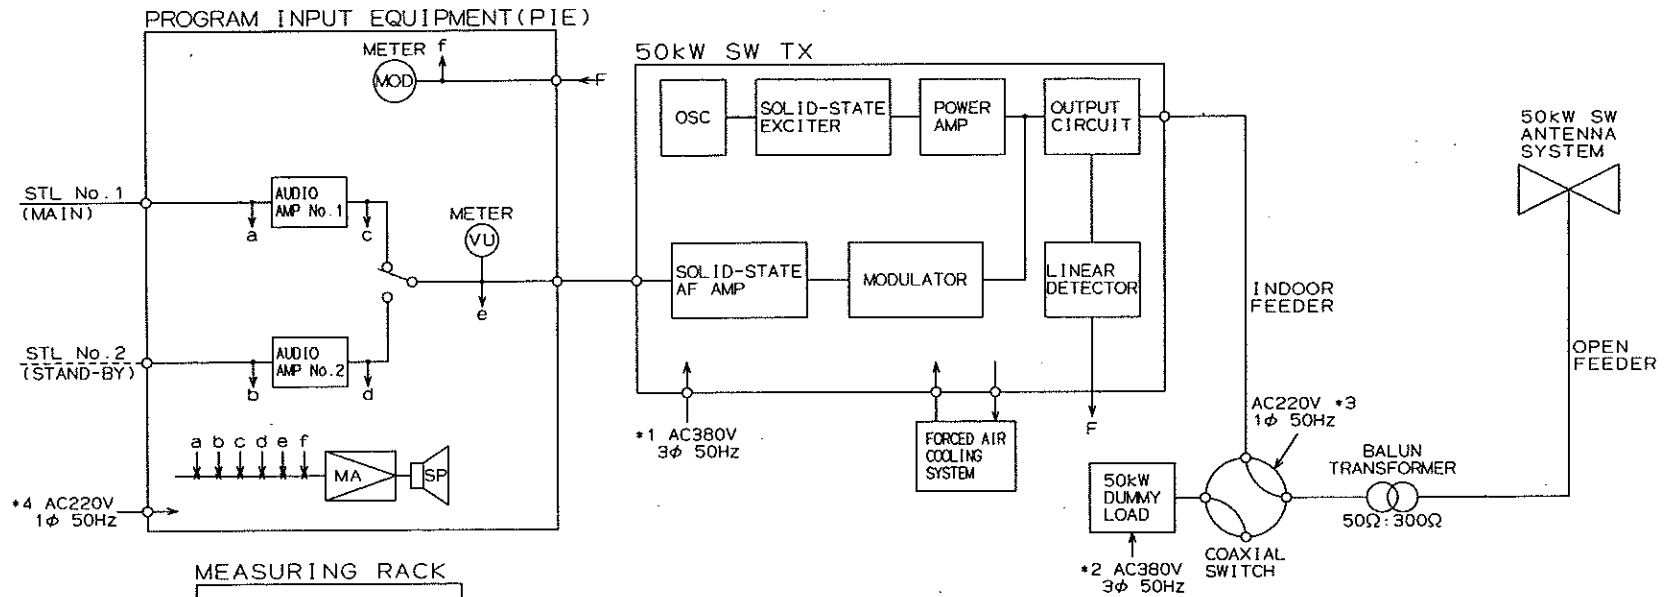 PROGRAM INPUT EQUIPMENT(PIE)
METER f
MOD
F
50kW SW TX
OSC
SOLID-STATE
EXCITER
POWER
AMP
OUTPUT
CIRCUIT
50kW SW
ANTENNA
SYSTEM
STL No.1
(MAIN)
AUDIO
AMP No.1
a
c
METER
VU
e
SOLID-STATE
AF AMP
MODULATOR
LINEAR
DETECTOR
INDOOR
FEEDER
OPEN
FEEDER
STL No.2
(STAND-BY)
AUDIO
AMP No.2
b
d
*1 AC380V
3φ 50Hz
FORCED AIR
COOLING
SYSTEM
F
AC220V *3
1φ 50Hz
a b c d e f
MA
SP
*4 AC220V
1φ 50Hz
50kW
DUMMY
LOAD
BALUN
TRANSFORMER
50Ω:300Ω
COAXIAL
SWITCH
*2 AC380V
3φ 50Hz
MEASURING RACK